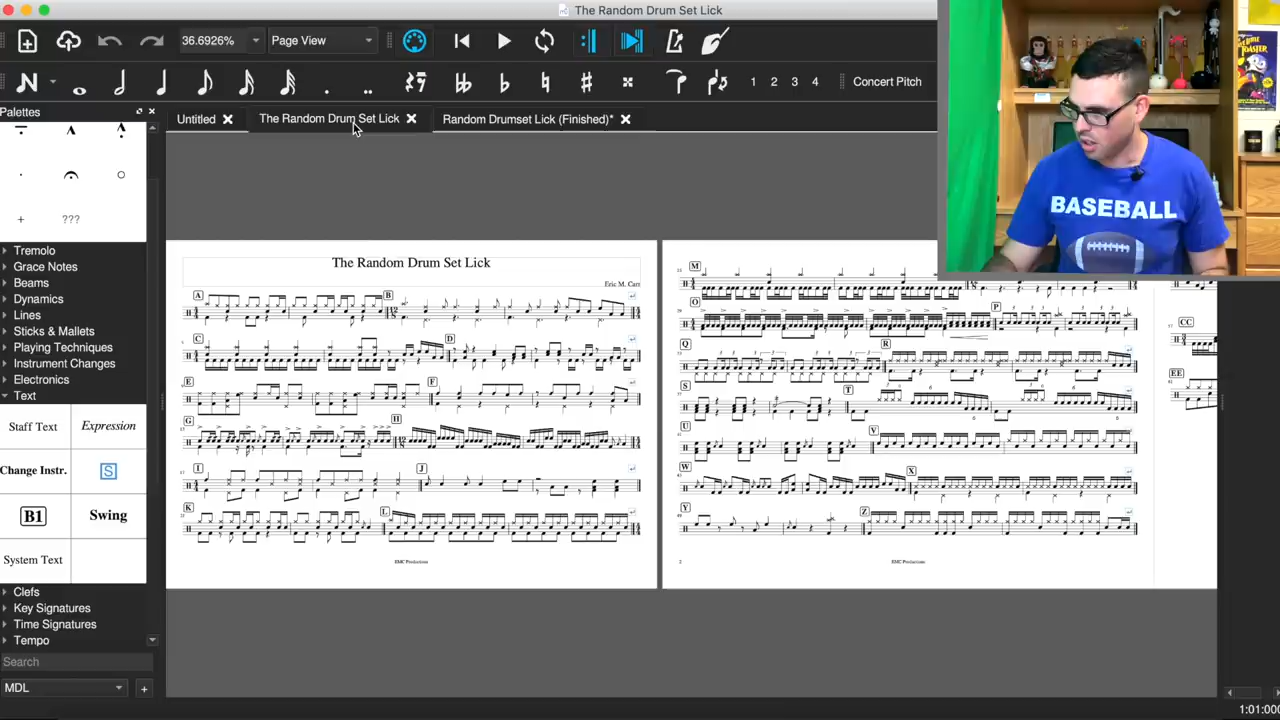 The Random Drum Set Lick
36.6926%
Page View
1 2 3 4
Concert Pitch
Palettes
Untitled
The Random Drum Set Lick
Random Drumset Lick (Finished)*
???
Tremolo
Grace Notes
Beams
Dynamics
Lines
Sticks & Mallets
Playing Techniques
Instrument Changes
Electronics
Text
Staff Text
Expression
Change Instr.
S
B1
Swing
System Text
Clefs
Key Signatures
Time Signatures
Tempo
Search
MDL
The Random Drum Set Lick
Eric M. Carr
A
B
C
D
E
F
G
H
I
J
K
L
EMC Productions
M
O
P
Q
R
S
T
U
V
W
X
Y
Z
2
EMC Productions
CC
EE
BASEBALL
1:01:000